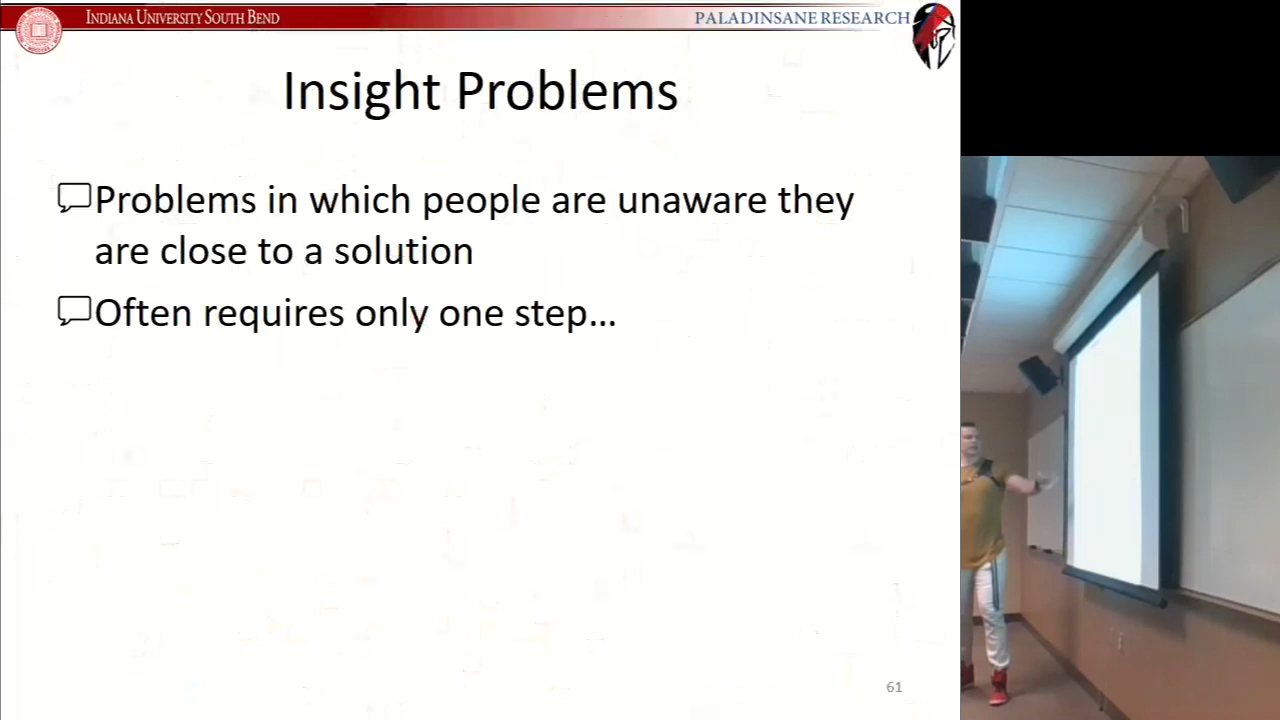 INDIANA UNIVERSITY SOUTH BEND
PALADINSANE RESEARCH
Insight Problems
Problems in which people are unaware they
are close to a solution
Often requires only one step…
61